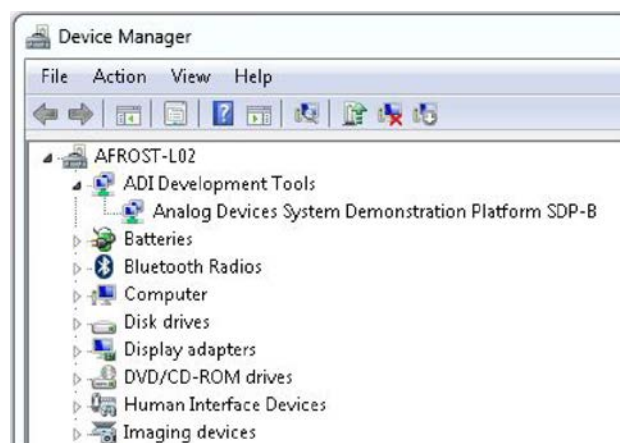 Device Manager
File Action View Help
AFROST-L02
ADI Development Tools
Analog Devices System Demonstration Platform SDP-B
Batteries
Bluetooth Radios
Computer
Disk drives
Display adapters
DVD/CD-ROM drives
Human Interface Devices
Imaging devices